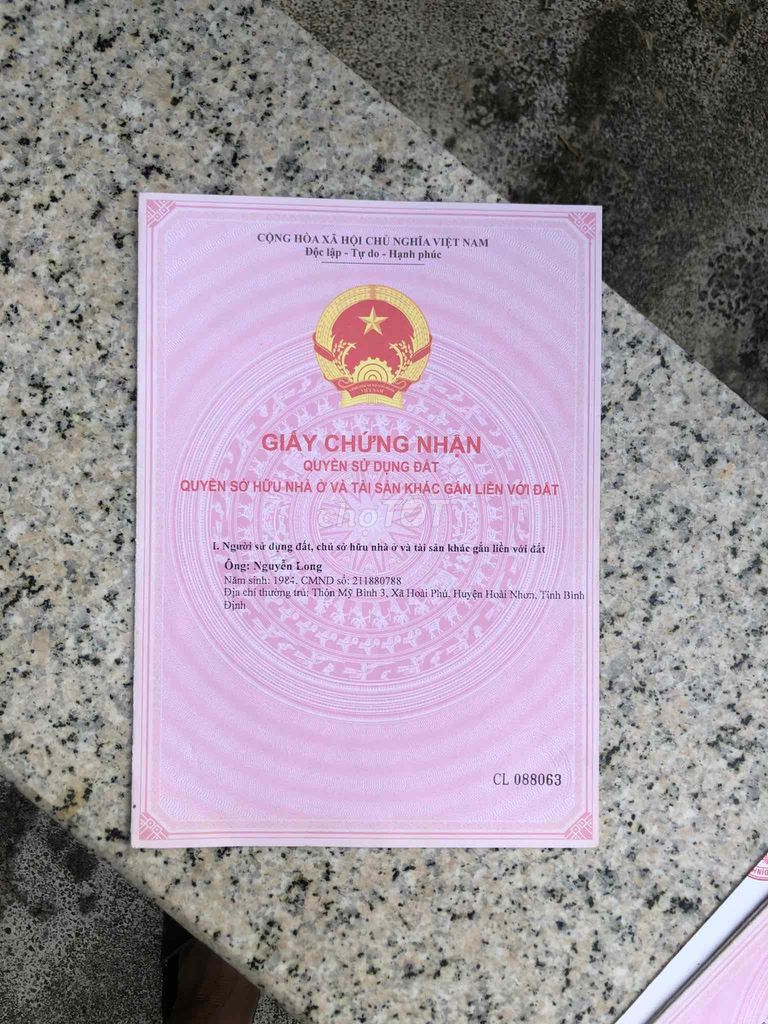 CỘNG HÒA XÃ HỘI CHỦ NGHĨA VIỆT NAM
Độc lập - Tự do - Hạnh phúc
VIỆT NAM
GIẤY CHỨNG NHẬN
QUYỀN SỬ DỤNG ĐẤT
QUYỀN SỞ HỮU NHÀ Ở VÀ TÀI SẢN KHÁC GẮN LIỀN VỚI ĐẤT
chợTỐT
I. Người sử dụng đất, chủ sở hữu nhà ở và tài sản khác gắn liền với đất
Ông: Nguyễn Long
Năm sinh: 1984, CMND số: 211880788
Địa chỉ thường trú: Thôn Mỹ Bình 3, Xã Hoài Phú, Huyện Hoài Nhơn, Tỉnh Bình
Định
CL 088063